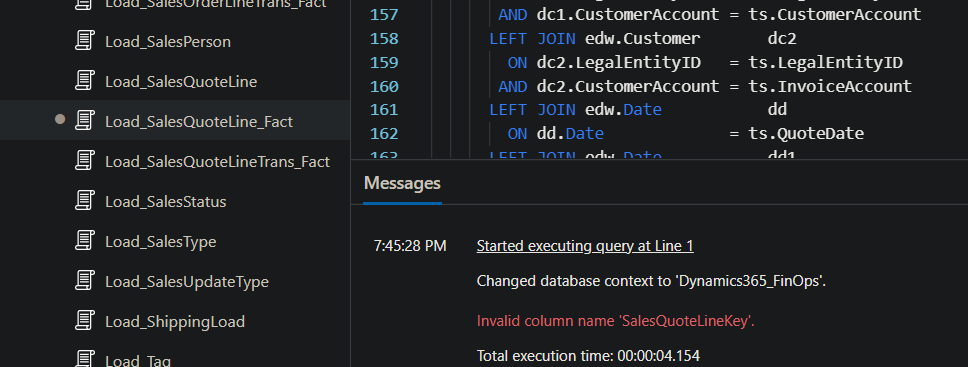 Load_SalesOrderLineTrans_Fact
Load_SalesPerson
Load_SalesQuoteLine
Load_SalesQuoteLine_Fact
Load_SalesQuoteLineTrans_Fact
Load_SalesStatus
Load_SalesType
Load_SalesUpdateType
Load_ShippingLoad
Load_Tag
157 AND dc1.CustomerAccount = ts.CustomerAccount
158 LEFT JOIN edw.Customer dc2
159 ON dc2.LegalEntityID = ts.LegalEntityID
160 AND dc2.CustomerAccount = ts.InvoiceAccount
161 LEFT JOIN edw.Date dd
162 ON dd.Date = ts.QuoteDate
163 LEFT JOIN edw.Date dd1
Messages
7:45:28 PM Started executing query at Line 1
Changed database context to 'Dynamics365_FinOps'.
Invalid column name 'SalesQuoteLineKey'.
Total execution time: 00:00:04.154